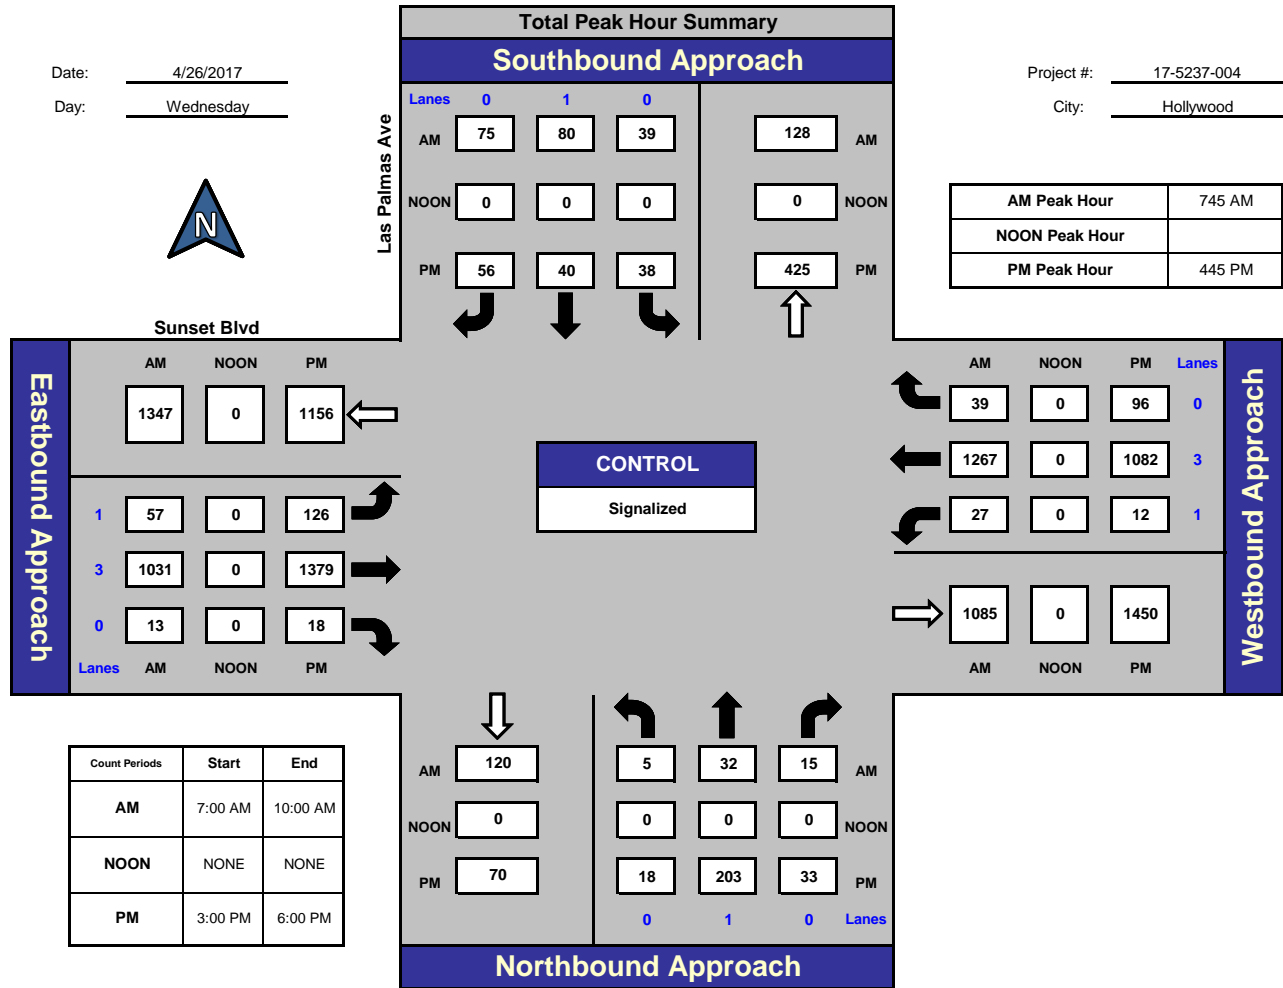 Total Peak Hour Summary
Southbound Approach
Date: 4/26/2017
Day: Wednesday
Project #: 17-5237-004
City: Hollywood
N
Las Palmas Ave
Lanes 0 1 0
AM 75 80 39 128 AM
NOON 0 0 0 0 NOON
PM 56 40 38 425 PM
AM Peak Hour 745 AM
NOON Peak Hour
PM Peak Hour 445 PM
Sunset Blvd
Eastbound Approach
AM NOON PM
1347 0 1156
1 57 0 126
3 1031 0 1379
0 13 0 18
Lanes AM NOON PM
CONTROL
Signalized
AM NOON PM Lanes
39 0 96 0
1267 0 1082 3
27 0 12 1
1085 0 1450
AM NOON PM
Westbound Approach
Count Periods Start End
AM 7:00 AM 10:00 AM
NOON NONE NONE
PM 3:00 PM 6:00 PM
AM 120 5 32 15 AM
NOON 0 0 0 0 NOON
PM 70 18 203 33 PM
0 1 0 Lanes
Northbound Approach